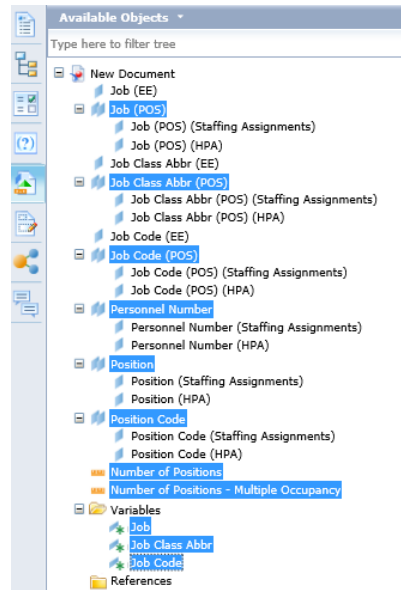 Available Objects
Type here to filter tree
New Document
Job (EE)
Job (POS)
Job (POS) (Staffing Assignments)
Job (POS) (HPA)
Job Class Abbr (EE)
Job Class Abbr (POS)
Job Class Abbr (POS) (Staffing Assignments)
Job Class Abbr (POS) (HPA)
Job Code (EE)
Job Code (POS)
Job Code (POS) (Staffing Assignments)
Job Code (POS) (HPA)
Personnel Number
Personnel Number (Staffing Assignments)
Personnel Number (HPA)
Position
Position (Staffing Assignments)
Position (HPA)
Position Code
Position Code (Staffing Assignments)
Position Code (HPA)
Number of Positions
Number of Positions - Multiple Occupancy
Variables
Job
Job Class Abbr
Job Code
References